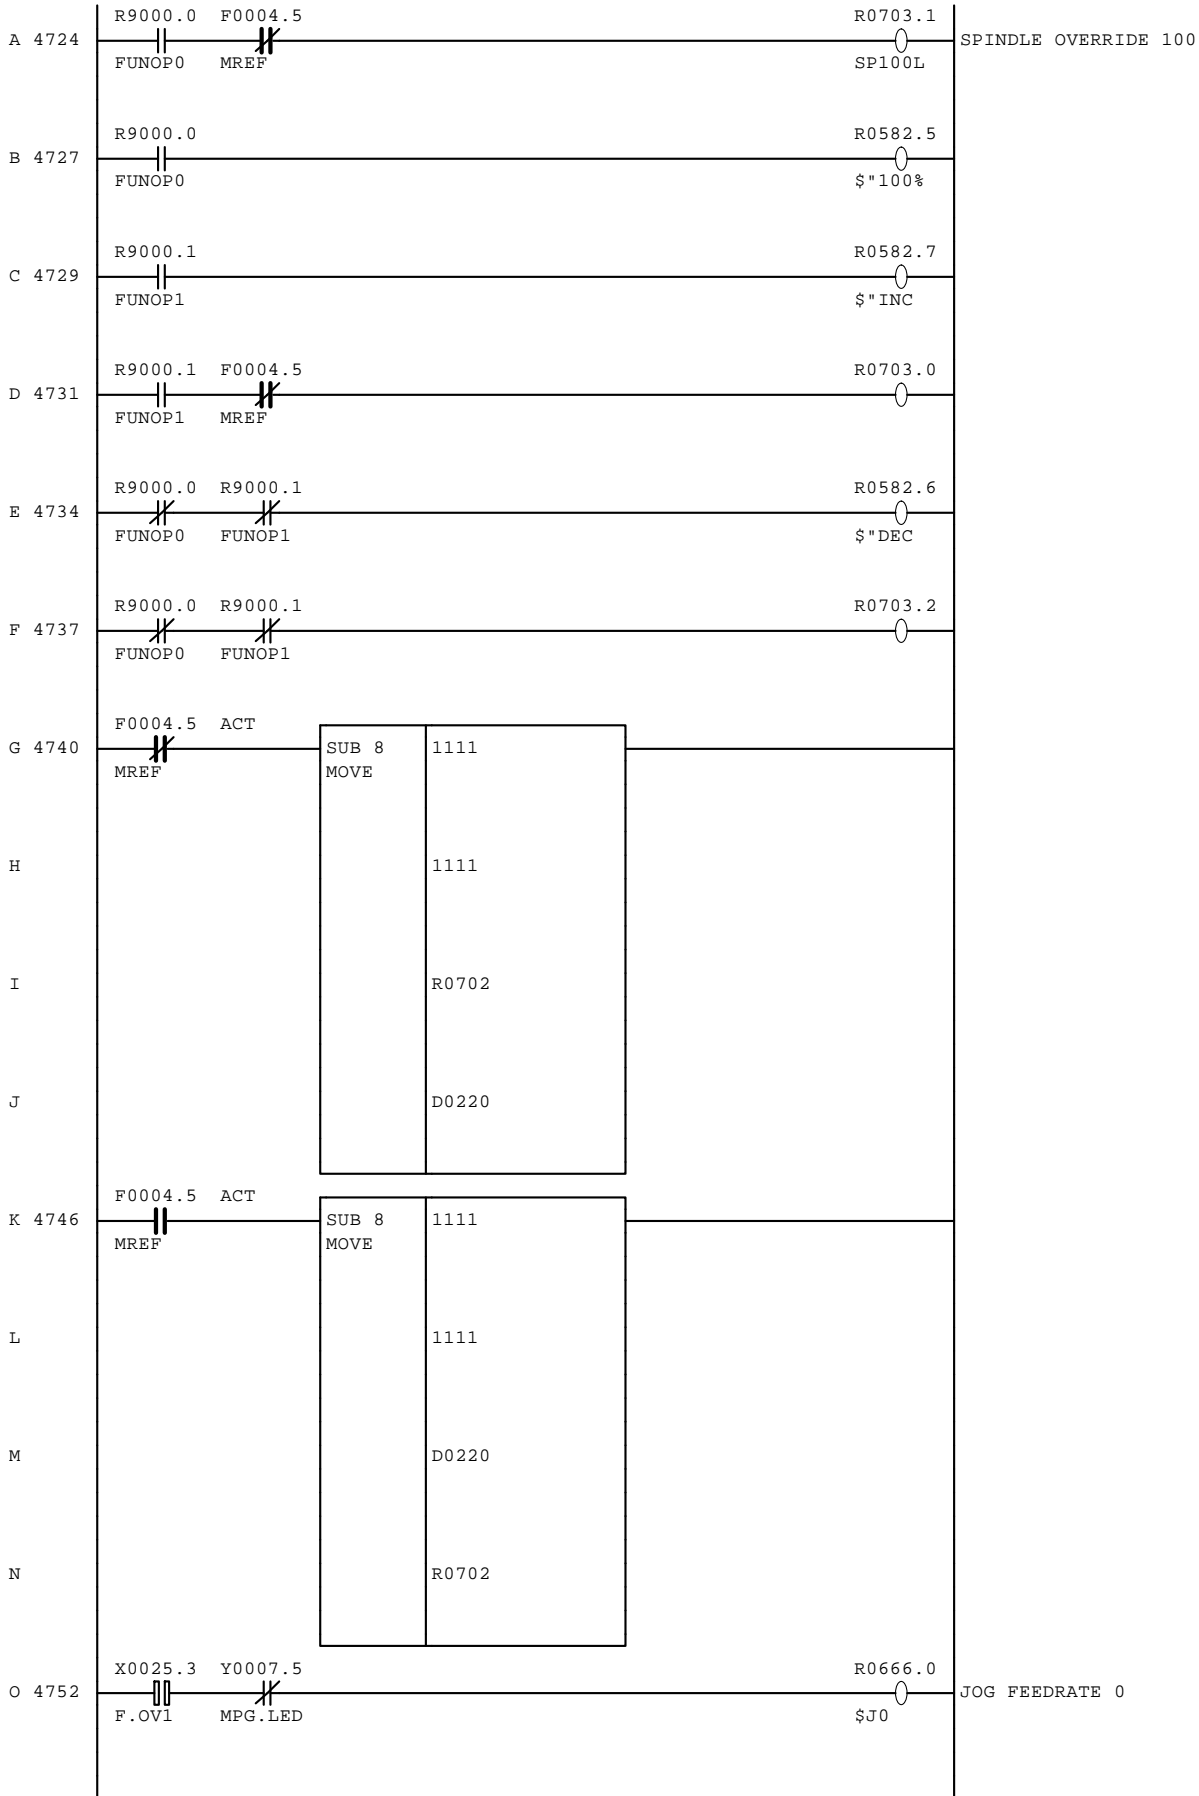 R9000.0 F0004.5 R0703.1
A 4724 SPINDLE OVERRIDE 100
FUNOP0 MREF SP100L
R9000.0 R0582.5
B 4727
FUNOP0 $"100%
R9000.1 R0582.7
C 4729
FUNOP1 $"INC
R9000.1 F0004.5 R0703.0
D 4731
FUNOP1 MREF
R9000.0 R9000.1 R0582.6
E 4734
FUNOP0 FUNOP1 $"DEC
R9000.0 R9000.1 R0703.2
F 4737
FUNOP0 FUNOP1
F0004.5 ACT
G 4740 SUB 8 1111
MREF MOVE
H 1111
I R0702
J D0220
F0004.5 ACT
K 4746 SUB 8 1111
MREF MOVE
L 1111
M D0220
N R0702
X0025.3 Y0007.5 R0666.0
O 4752 JOG FEEDRATE 0
F.OV1 MPG.LED $J0